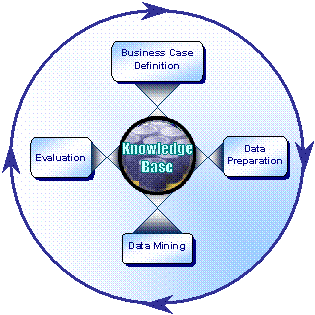 Business Case
Definition
Evaluation
Knowledge
Base
Data
Preparation
Data Mining